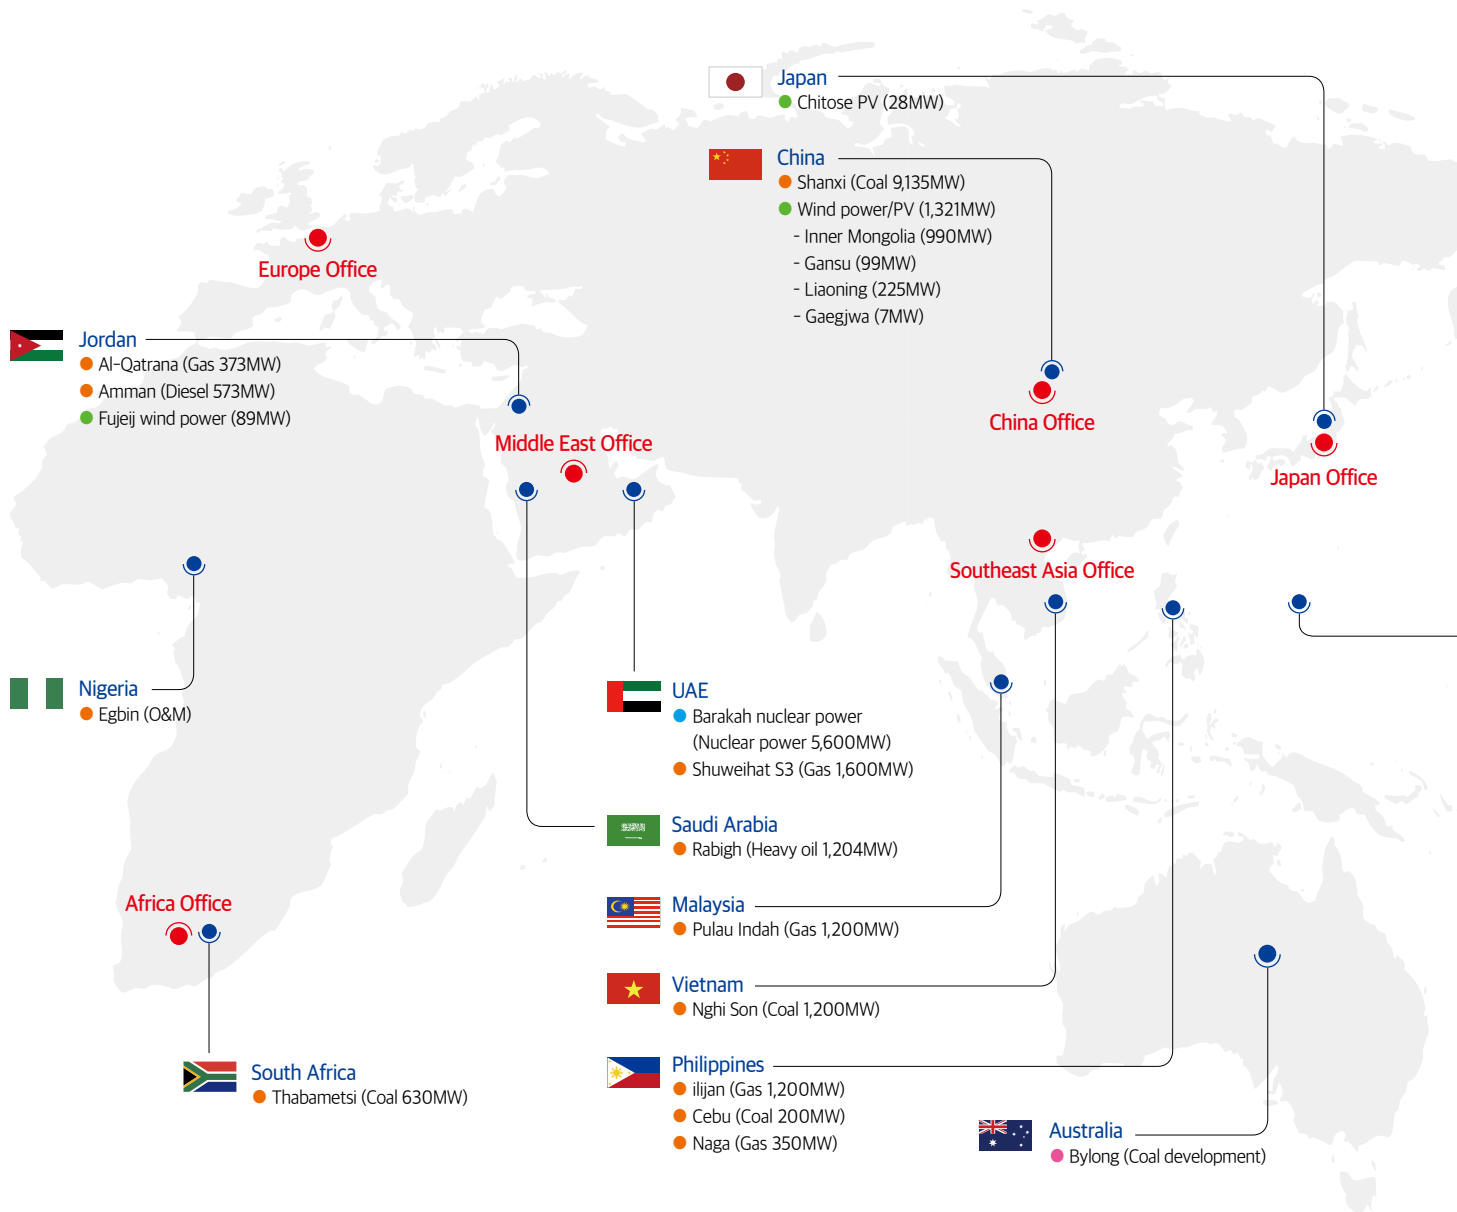 Japan
Chitose PV (28MW)
China
Shanxi (Coal 9,135MW)
Wind power/PV (1,321MW)
- Inner Mongolia (990MW)
- Gansu (99MW)
- Liaoning (225MW)
- Gaegjwa (7MW)
Europe Office
Jordan
Al-Qatrana (Gas 373MW)
Amman (Diesel 573MW)
Fujeij wind power (89MW)
Middle East Office
China Office
Japan Office
Southeast Asia Office
Nigeria
Egbin (O&M)
UAE
Barakah nuclear power
(Nuclear power 5,600MW)
Shuweihat S3 (Gas 1,600MW)
Saudi Arabia
Rabigh (Heavy oil 1,204MW)
Africa Office
Malaysia
Pulau Indah (Gas 1,200MW)
Vietnam
Nghi Son (Coal 1,200MW)
South Africa
Thabametsi (Coal 630MW)
Philippines
ilijan (Gas 1,200MW)
Cebu (Coal 200MW)
Naga (Gas 350MW)
Australia
Bylong (Coal development)